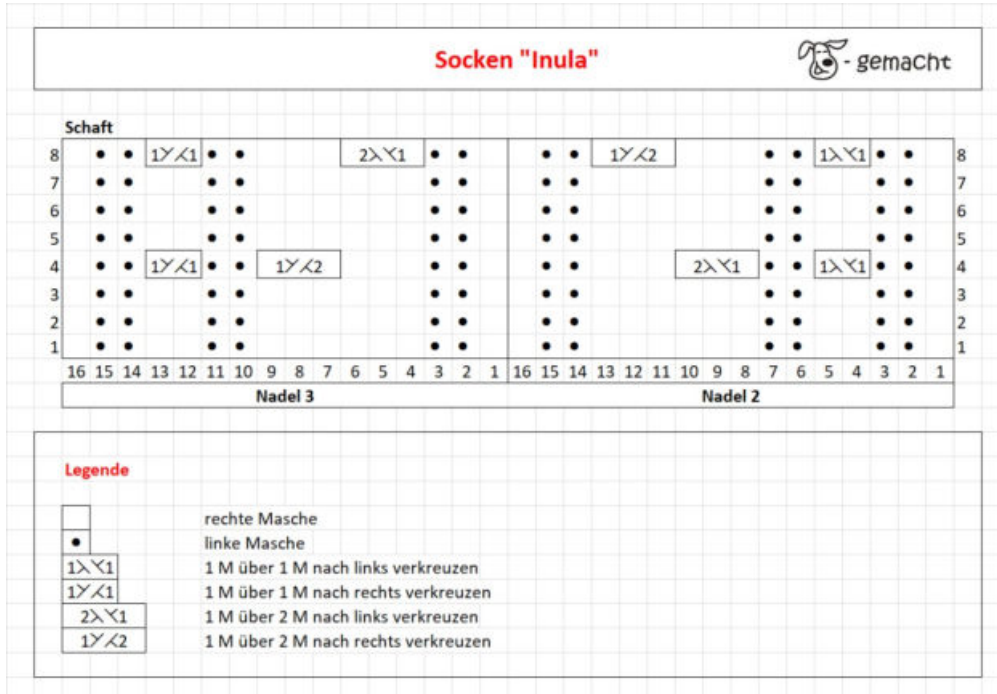 Socken "Inula"
- gemacht
Schaft
8 • • 1⅄⅄1 • • 2⅄⅄1 • • • • 1⅄⅄2 • • 1⅄⅄1 • • 8
7 • • • • • • • • • • • • 7
6 • • • • • • • • • • • • 6
5 • • • • • • • • • • • • 5
4 • • 1⅄⅄1 • • 1⅄⅄2 • • • • 2⅄⅄1 • • 1⅄⅄1 • • 4
3 • • • • • • • • • • • • 3
2 • • • • • • • • • • • • 2
1 • • • • • • • • • • • • 1
16 15 14 13 12 11 10 9 8 7 6 5 4 3 2 1 16 15 14 13 12 11 10 9 8 7 6 5 4 3 2 1
Nadel 3 Nadel 2
Legende
rechte Masche
• linke Masche
1⅄⅄1 1 M über 1 M nach links verkreuzen
1⅄⅄1 1 M über 1 M nach rechts verkreuzen
2⅄⅄1 1 M über 2 M nach links verkreuzen
1⅄⅄2 1 M über 2 M nach rechts verkreuzen